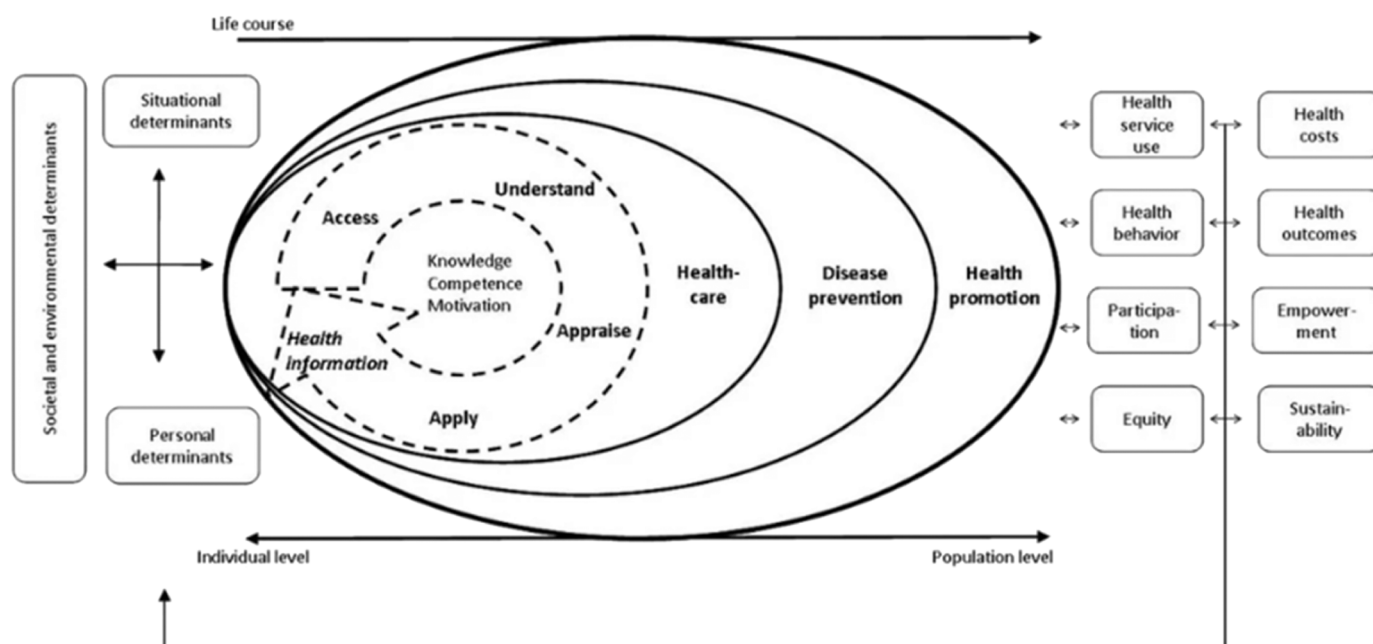 Life course
Societal and environmental determinants
Situational
determinants
Personal
determinants
Understand
Access
Knowledge
Competence
Motivation
Health
information
Appraise
Apply
Health-
care
Disease
prevention
Health
promotion
Individual level
Population level
Health
service
use
Health
costs
Health
behavior
Health
outcomes
Participa-
tion
Empower-
ment
Equity
Sustain-
ability